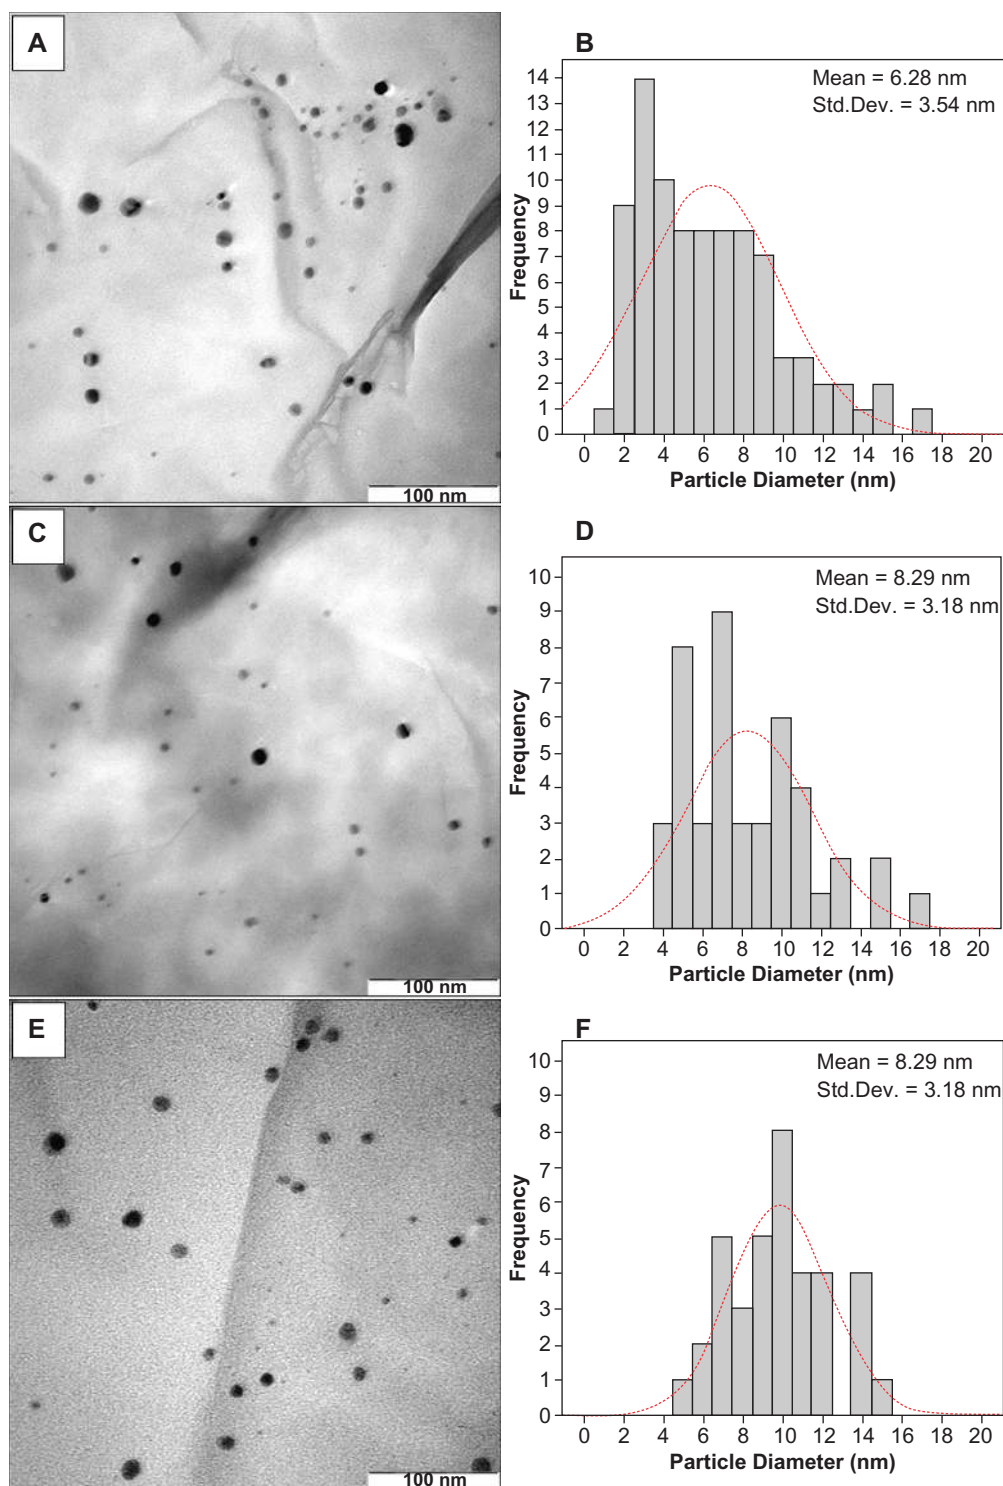 A
100 nm
B
Mean = 6.28 nm
Std.Dev. = 3.54 nm
Frequency
14
13
12
11
10
9
8
7
6
5
4
3
2
1
0
0 2 4 6 8 10 12 14 16 18 20
Particle Diameter (nm)
C
100 nm
D
Mean = 8.29 nm
Std.Dev. = 3.18 nm
Frequency
10
9
8
7
6
5
4
3
2
1
0
0 2 4 6 8 10 12 14 16 18 20
Particle Diameter (nm)
E
100 nm
F
Mean = 8.29 nm
Std.Dev. = 3.18 nm
Frequency
10
9
8
7
6
5
4
3
2
1
0
0 2 4 6 8 10 12 14 16 18 20
Particle Diameter (nm)